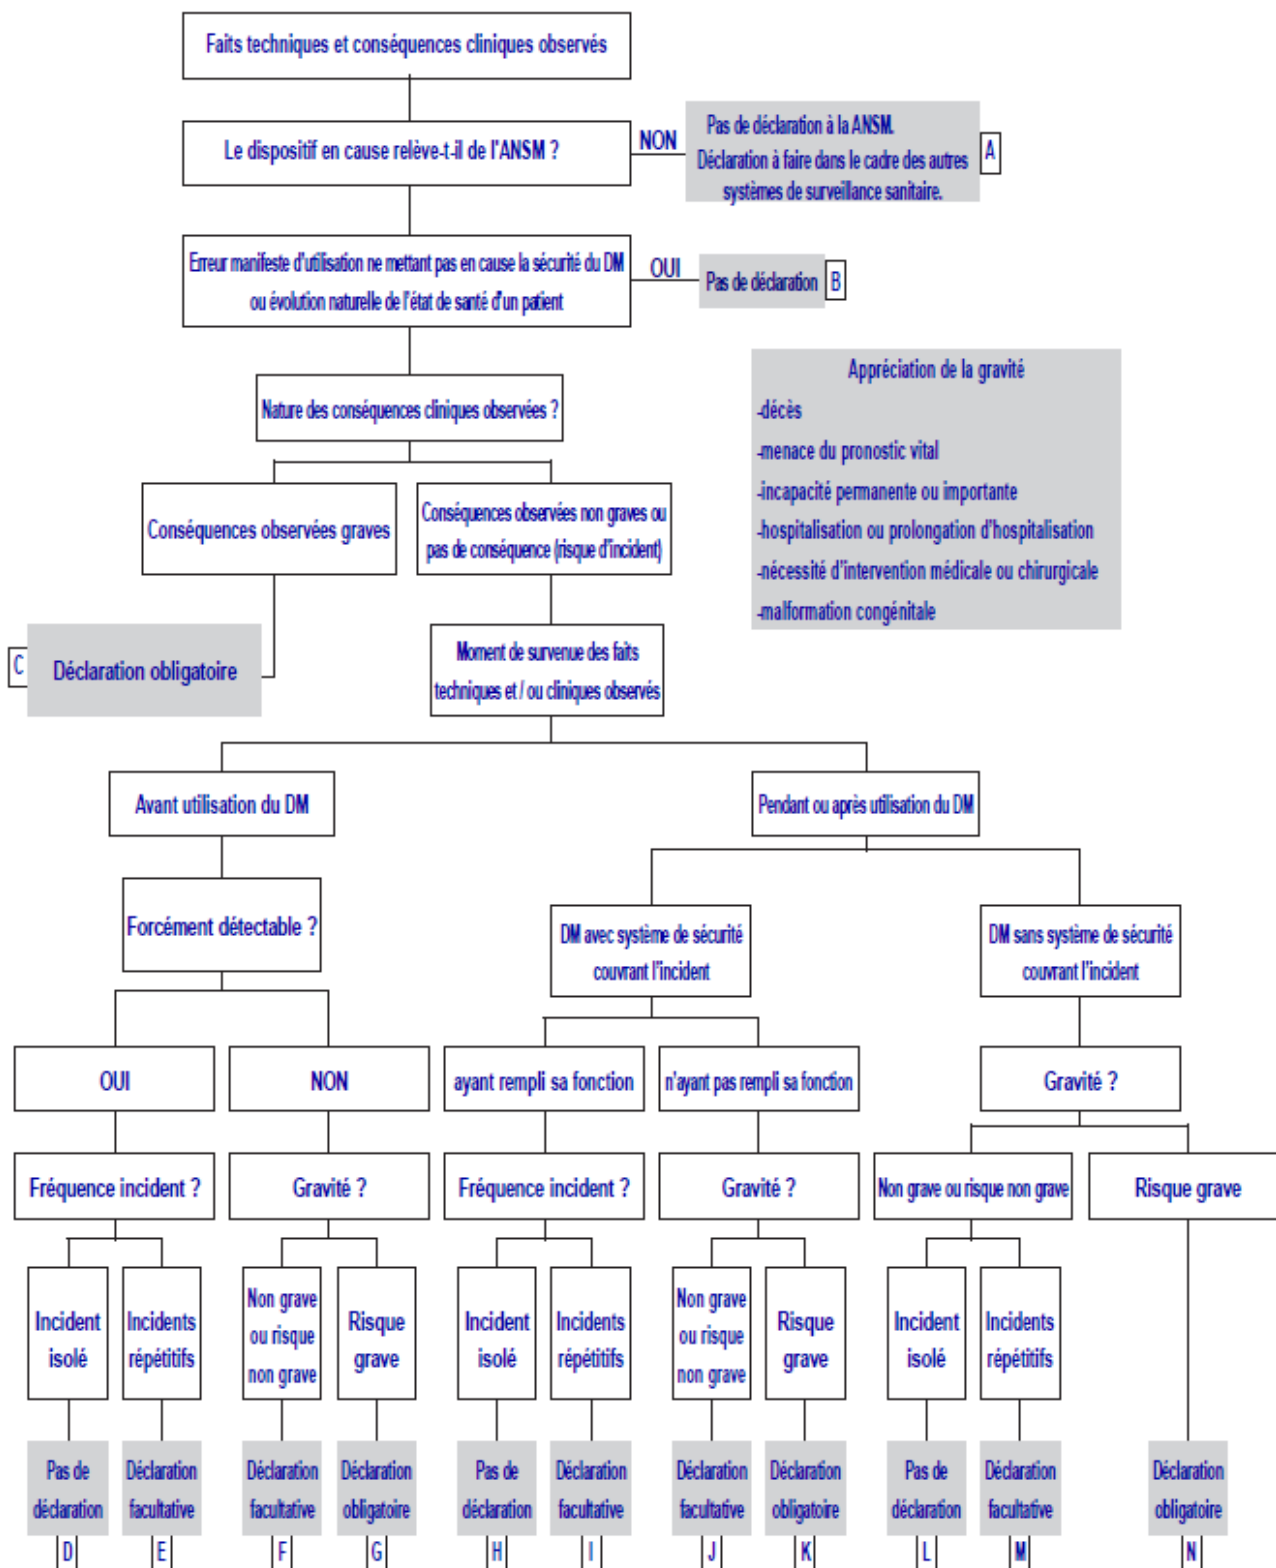 Faits techniques et conséquences cliniques observés
Le dispositif en cause relève-t-il de l'ANSM ?
NON
Pas de déclaration à la ANSM.
Déclaration à faire dans le cadre des autres
systèmes de surveillance sanitaire.
A
Erreur manifeste d'utilisation ne mettant pas en cause la sécurité du DM
ou évolution naturelle de l'état de santé d'un patient
OUI
Pas de déclaration
B
Appréciation de la gravité
-décès
-menace du pronostic vital
-incapacité permanente ou importante
-hospitalisation ou prolongation d'hospitalisation
-nécessité d'intervention médicale ou chirurgicale
-malformation congénitale
Nature des conséquences cliniques observées ?
Conséquences observées graves
Conséquences observées non graves ou
pas de conséquence (risque d'incident)
C
Déclaration obligatoire
Moment de survenue des faits
techniques et / ou cliniques observés
Avant utilisation du DM
Pendant ou après utilisation du DM
Forcément détectable ?
DM avec système de sécurité
couvrant l'incident
DM sans système de sécurité
couvrant l'incident
OUI
NON
ayant rempli sa fonction
n'ayant pas rempli sa fonction
Gravité ?
Fréquence incident ?
Gravité ?
Fréquence incident ?
Gravité ?
Non grave ou risque non grave
Risque grave
Incident
isolé
Incidents
répétitifs
Non grave
ou risque
non grave
Risque
grave
Incident
isolé
Incidents
répétitifs
Non grave
ou risque
non grave
Risque
grave
Incident
isolé
Incidents
répétitifs
Pas de
déclaration
Déclaration
facultative
Déclaration
facultative
Déclaration
obligatoire
Pas de
déclaration
Déclaration
facultative
Déclaration
facultative
Déclaration
obligatoire
Pas de
déclaration
Déclaration
facultative
Déclaration
obligatoire
D
E
F
G
H
I
J
K
L
M
N